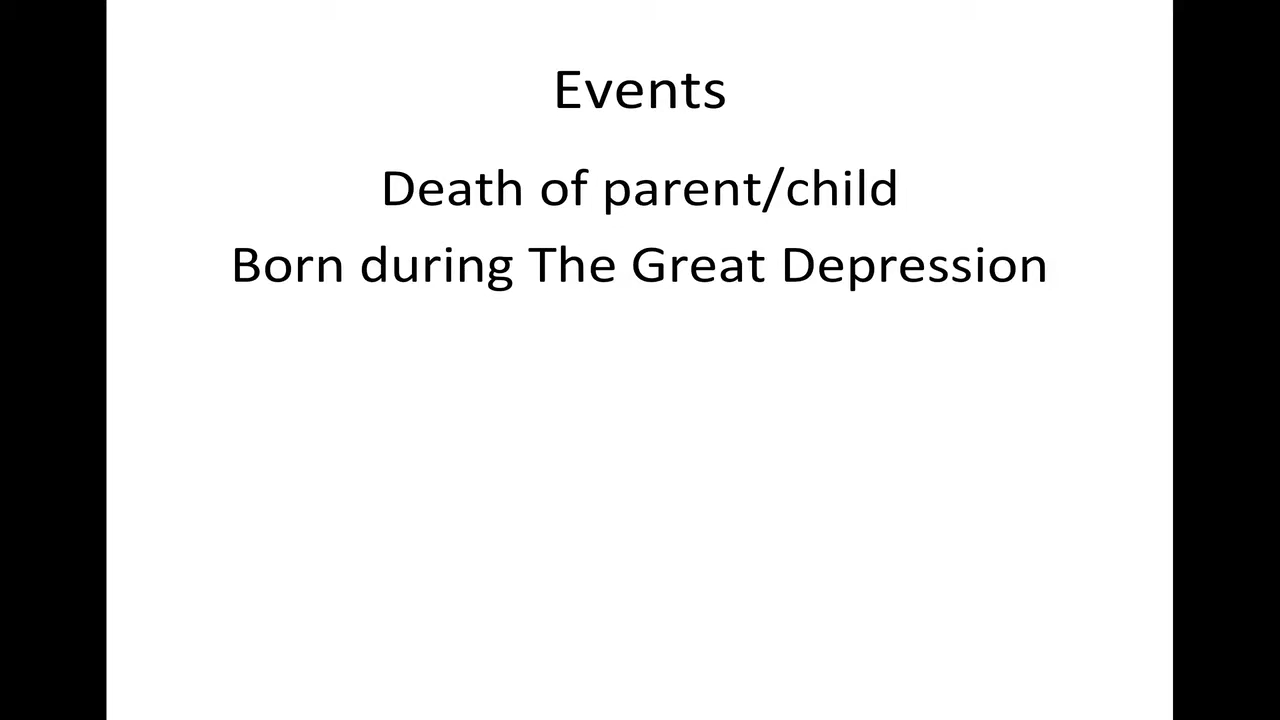 Events
Death of parent/child
Born during The Great Depression